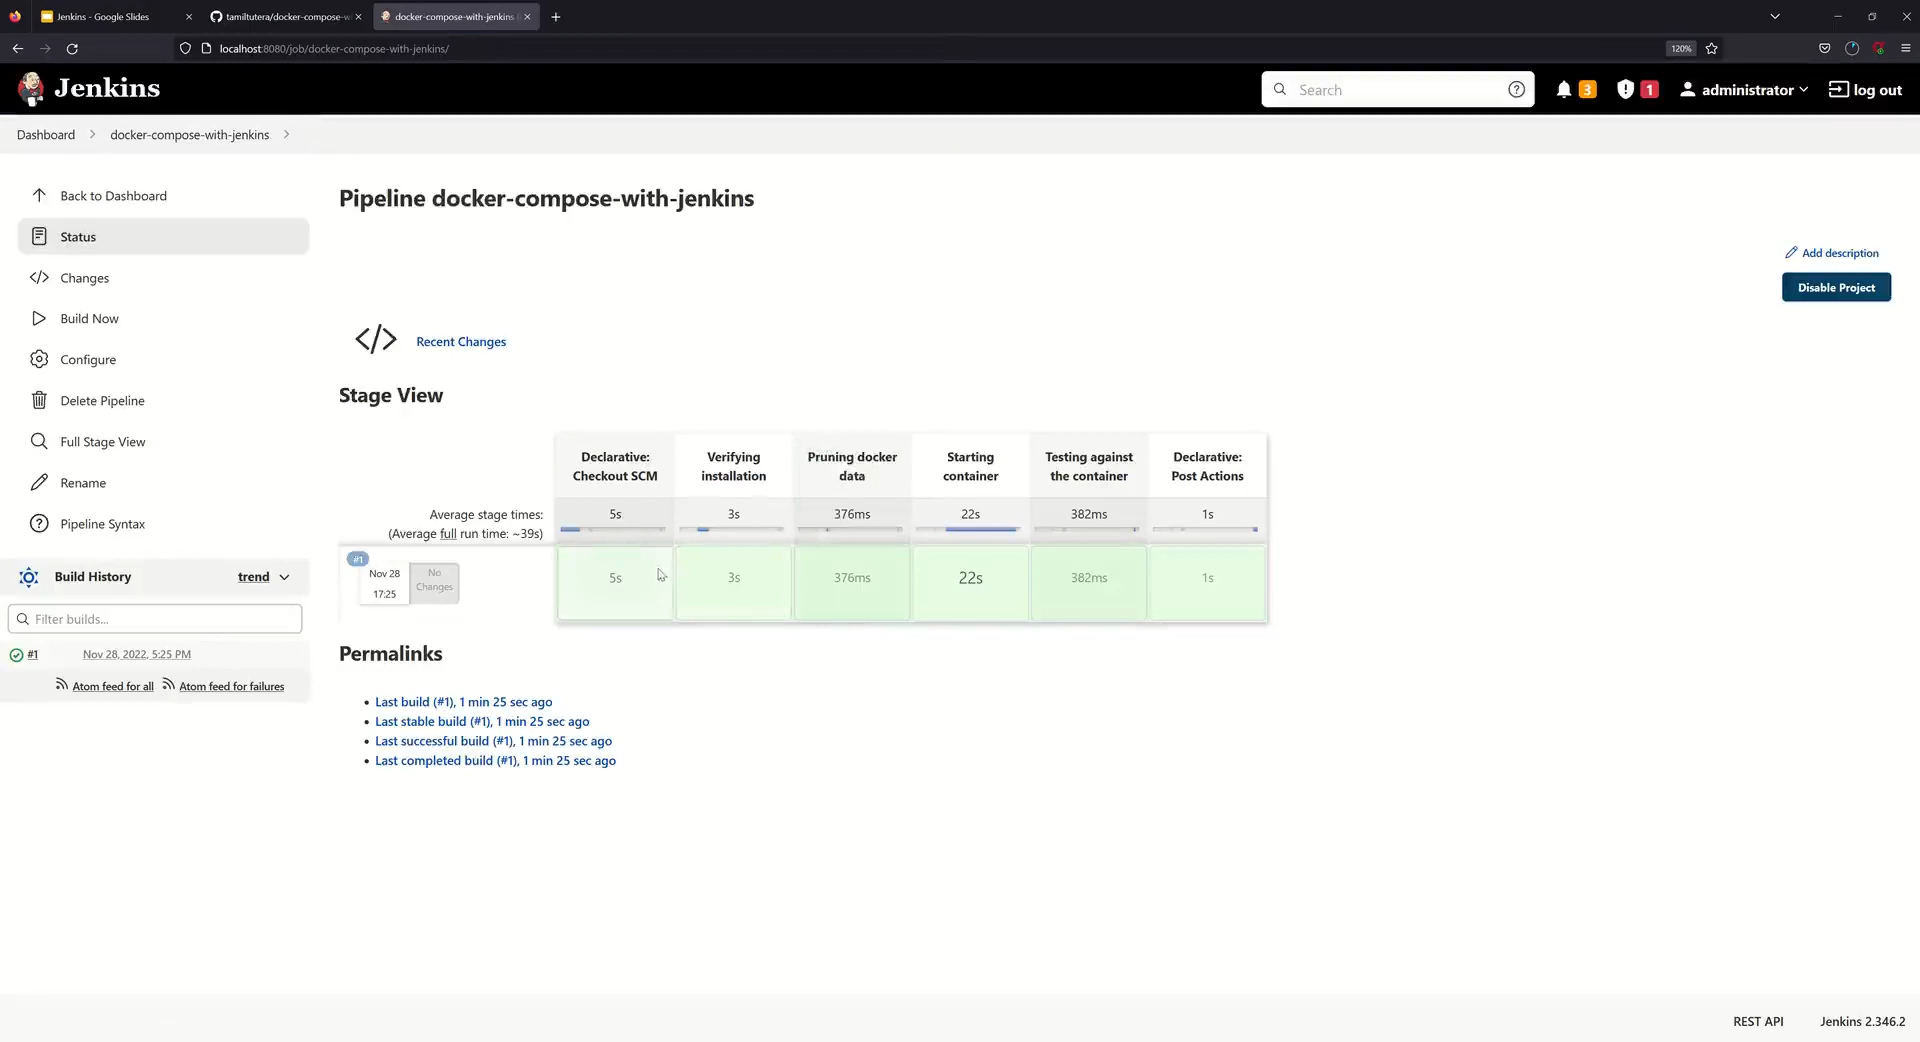 Jenkins - Google Slides
tamiltutera/docker-compose-wi
docker-compose-with-jenkins
localhost:8080/job/docker-compose-with-jenkins/
120%
Jenkins
Search
3
1
administrator
log out
Dashboard
docker-compose-with-jenkins
Back to Dashboard
Status
Changes
Build Now
Configure
Delete Pipeline
Full Stage View
Rename
Pipeline Syntax
Build History
trend
Filter builds...
#1
Nov 28, 2022, 5:25 PM
Atom feed for all
Atom feed for failures
Pipeline docker-compose-with-jenkins
Add description
Disable Project
Recent Changes
Stage View
Declarative:
Checkout SCM
Verifying
installation
Pruning docker
data
Starting
container
Testing against
the container
Declarative:
Post Actions
Average stage times:
(Average full run time: ~39s)
5s
3s
376ms
22s
382ms
1s
#1
Nov 28
17:25
No
Changes
5s
3s
376ms
22s
382ms
1s
Permalinks
Last build (#1), 1 min 25 sec ago
Last stable build (#1), 1 min 25 sec ago
Last successful build (#1), 1 min 25 sec ago
Last completed build (#1), 1 min 25 sec ago
REST API
Jenkins 2.346.2